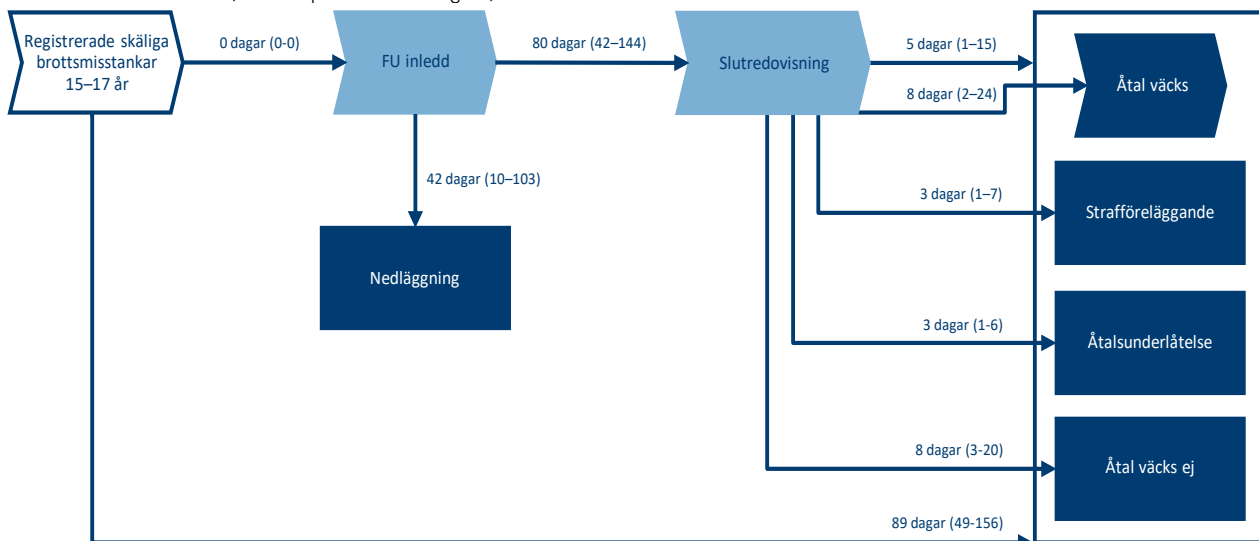 Registrerade skäliga
brottsmisstankar
15–17 år
0 dagar (0-0)
FU inledd
80 dagar (42–144)
Slutredovisning
5 dagar (1–15)
8 dagar (2–24)
Åtal väcks
42 dagar (10–103)
Nedläggning
3 dagar (1–7)
Strafföreläggande
3 dagar (1-6)
Åtalsunderlåtelse
8 dagar (3-20)
Åtal väcks ej
89 dagar (49-156)